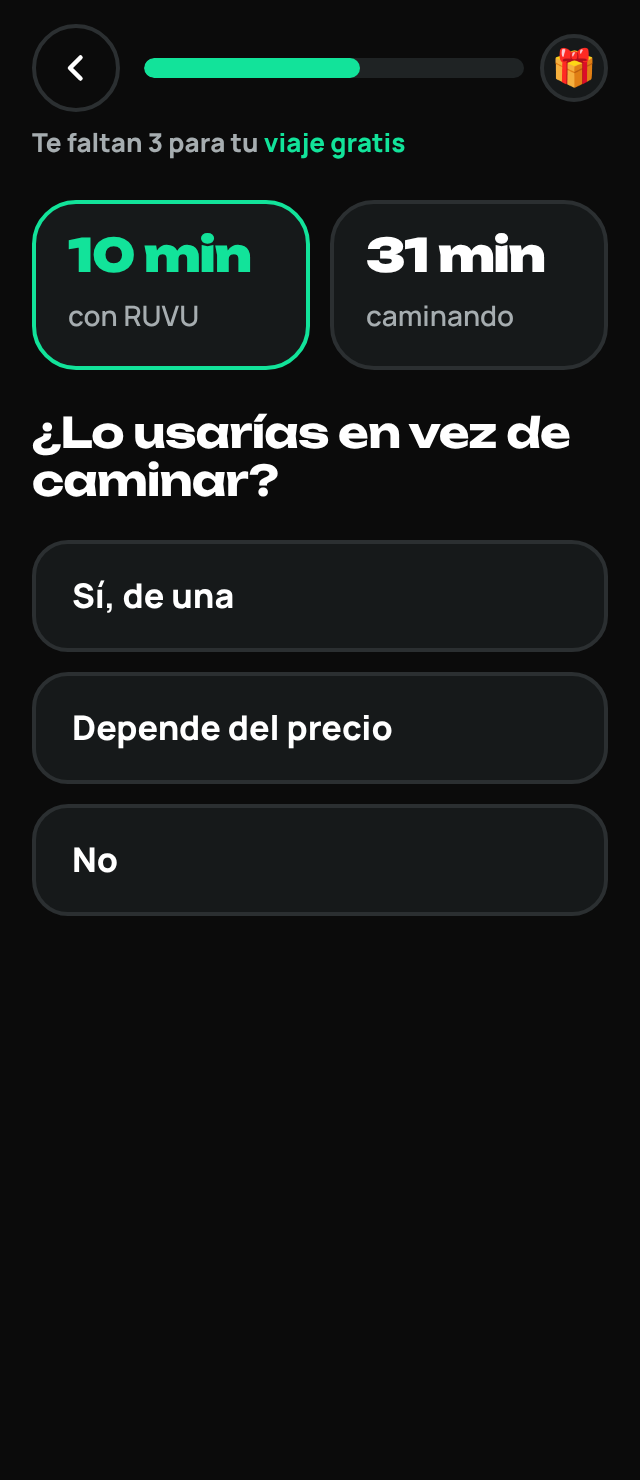 Te faltan 3 para tu viaje gratis
10 min
con RUVU
31 min
caminando
¿Lo usarías en vez de
caminar?
Sí, de una
Depende del precio
No